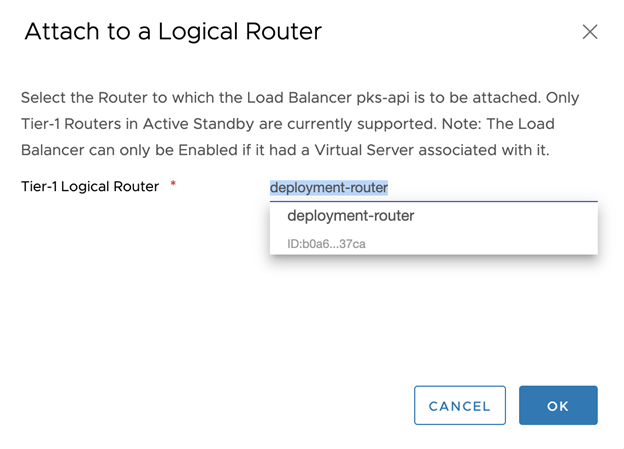 Attach to a Logical Router
Select the Router to which the Load Balancer pks-api is to be attached. Only
Tier-1 Routers in Active Standby are currently supported. Note: The Load
Balancer can only be Enabled if it had a Virtual Server associated with it.
Tier-1 Logical Router * deployment-router
deployment-router
ID:b0a6...37ca
CANCEL OK